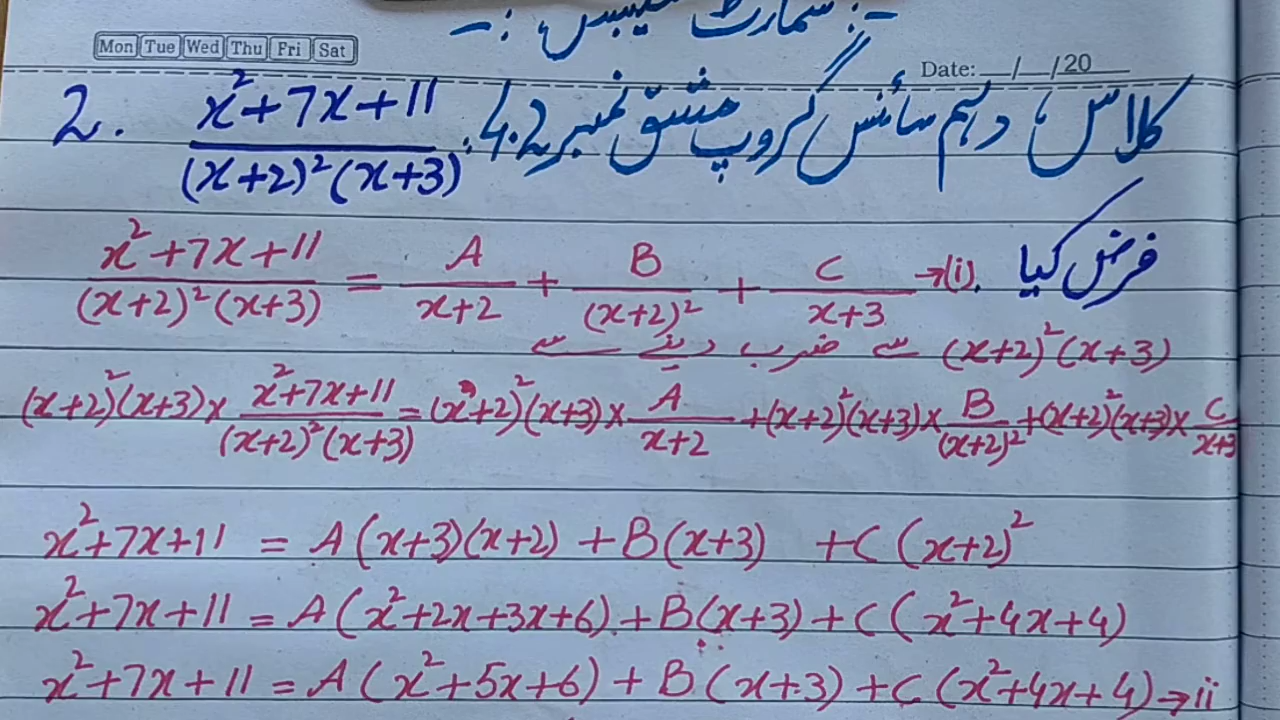 -: سمارٹ سلیبس :-
Mon Tue Wed Thu Fri Sat
Date: __/__/20__
کلاس، دہم سائنس گروپ مشق نمبر 4.2
2. (x²+7x+11)/((x+2)²(x+3))
فرض کیا
(x²+7x+11)/((x+2)²(x+3)) = A/(x+2) + B/(x+2)² + C/(x+3) →(i).
(x+2)²(x+3) سے ضرب دینے سے
(x+2)²(x+3) × (x²+7x+11)/((x+2)²(x+3)) = (x+2)²(x+3) × A/(x+2) + (x+2)²(x+3) × B/(x+2)² + (x+2)²(x+3) × C/(x+3)
x²+7x+11 = A(x+3)(x+2) + B(x+3) + C(x+2)²
x²+7x+11 = A(x²+2x+3x+6) + B(x+3) + C(x²+4x+4)
x²+7x+11 = A(x²+5x+6) + B(x+3) + C(x²+4x+4) → ii